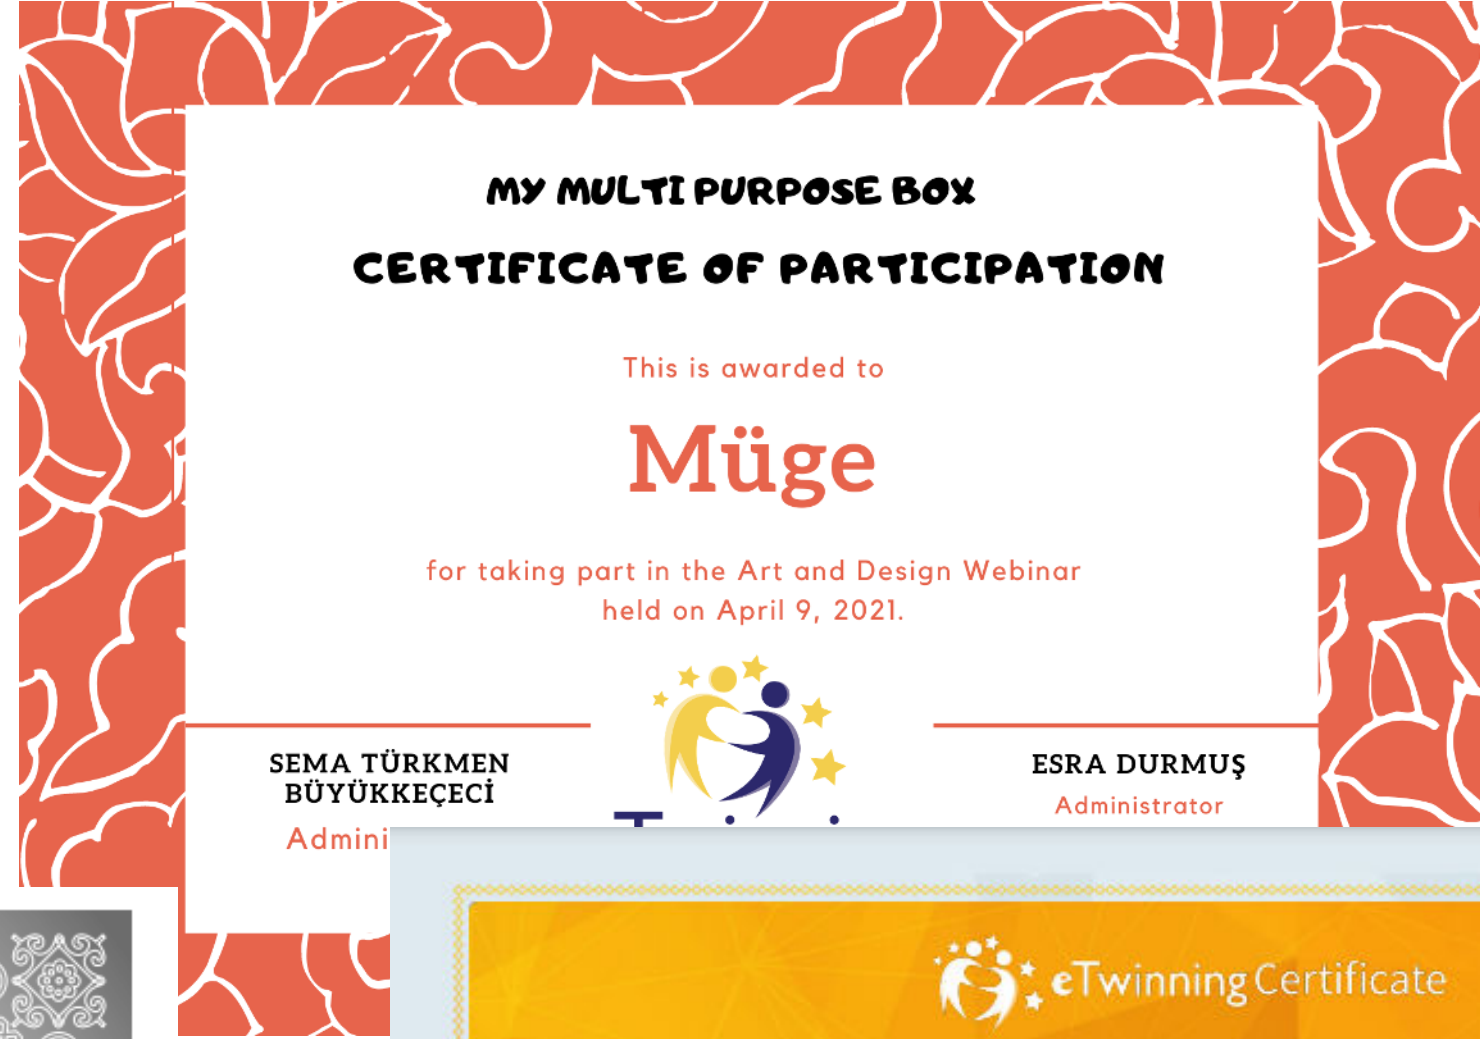 MY MULTI PURPOSE BOX
CERTIFICATE OF PARTICIPATION
This is awarded to
Müge
for taking part in the Art and Design Webinar
held on April 9, 2021.
SEMA TÜRKMEN
BÜYÜKKEÇECİ
Admini
ESRA DURMUŞ
Administrator
eTwinning Certificate